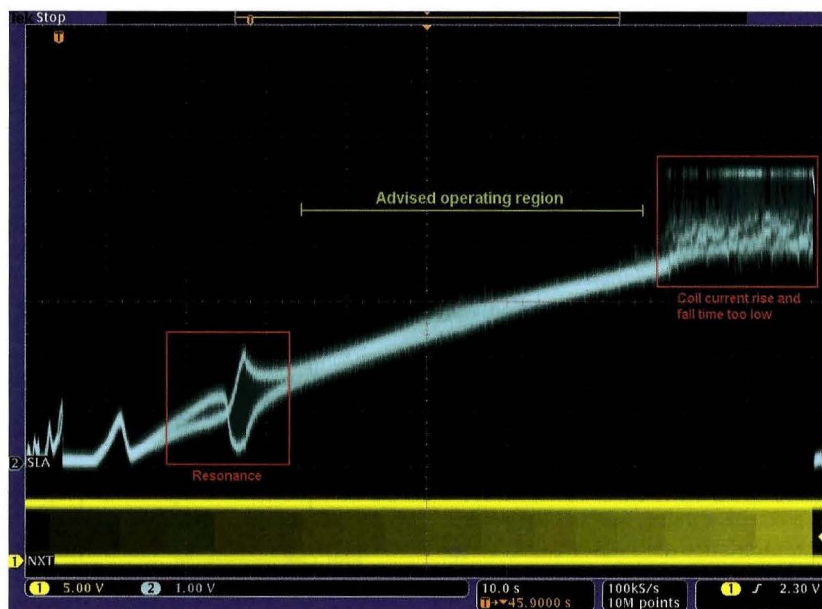 Tek Stop
T
T
Advised operating region
Coil current rise and
fall time too low
Resonance
2 SLA
1 NXT
1 5.00 V 2 1.00 V
10.0 s
T→▼45.9000 s
100kS/s
10M points
1 ƒ 2.30 V